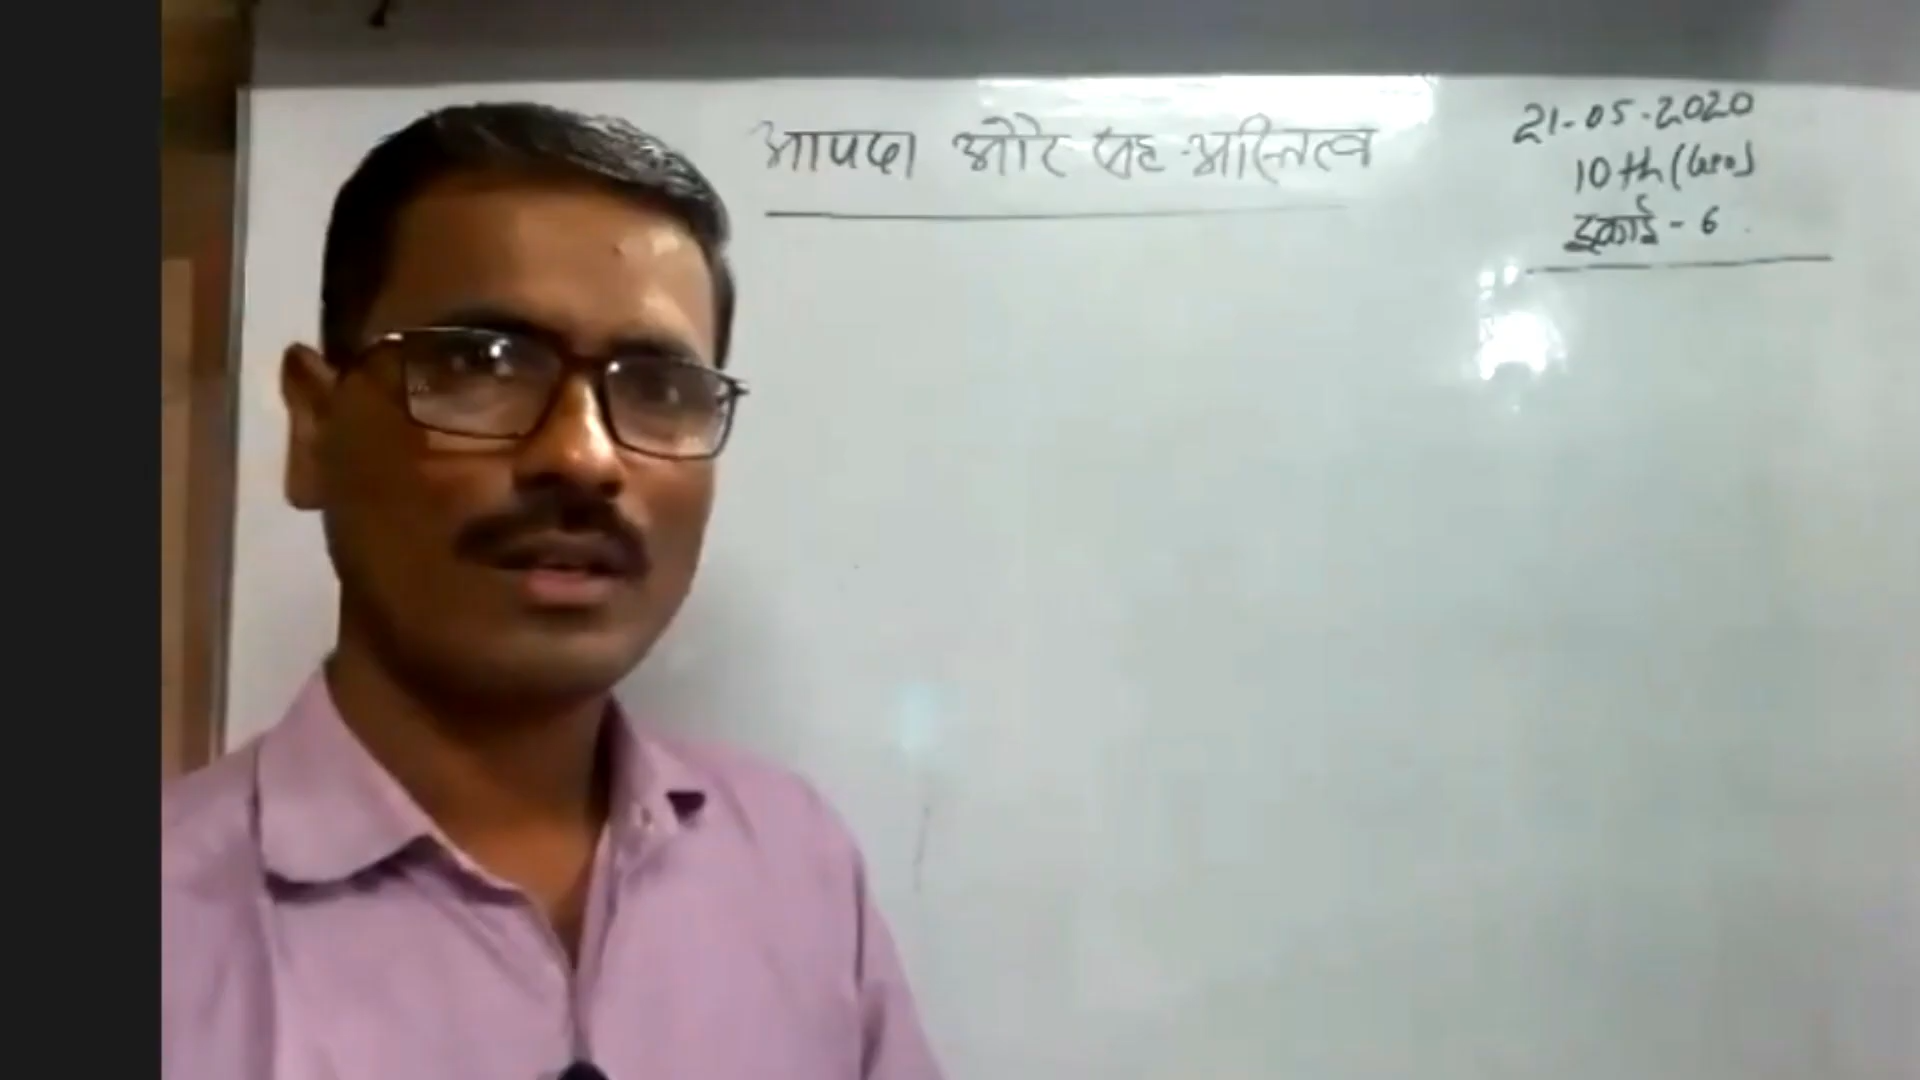 आपदा और सह-अस्तित्व
21-05-2020
10th (Geo)
इकाई - 6